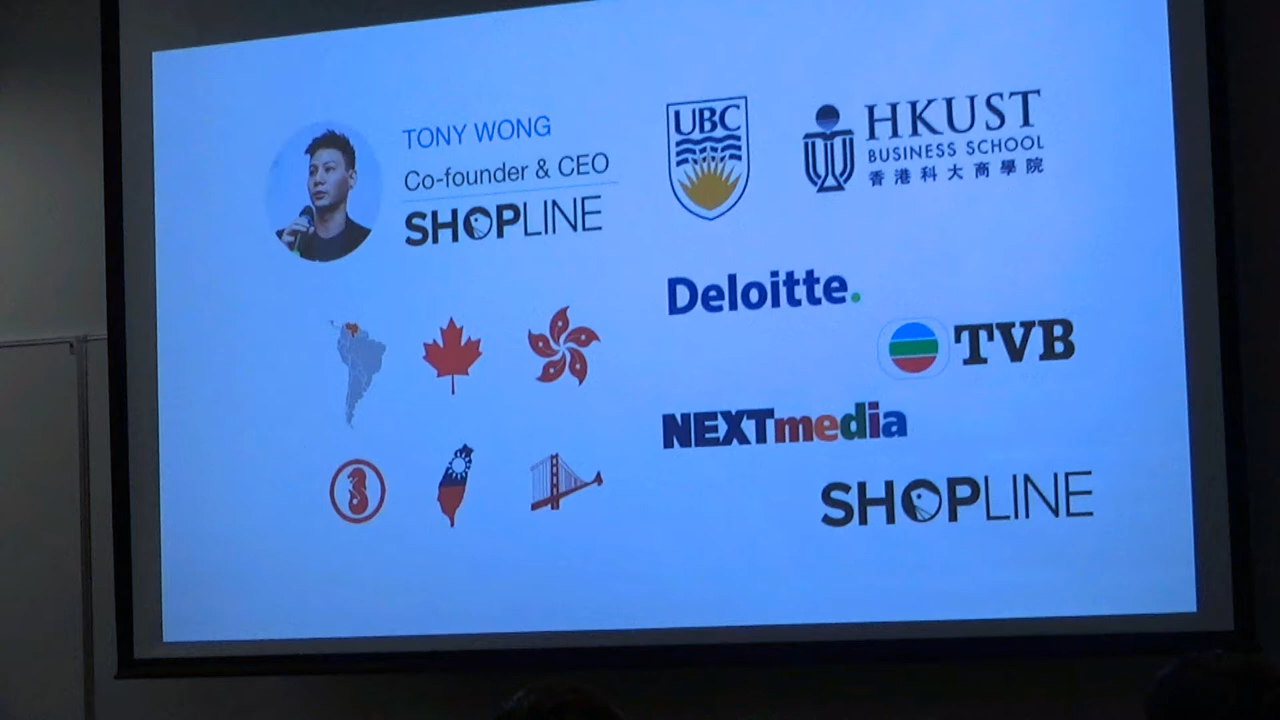 TONY WONG
Co-founder & CEO
SHOPLINE
UBC
HKUST
BUSINESS SCHOOL
香港科大商學院
Deloitte.
TVB
NEXTmedia
SHOPLINE